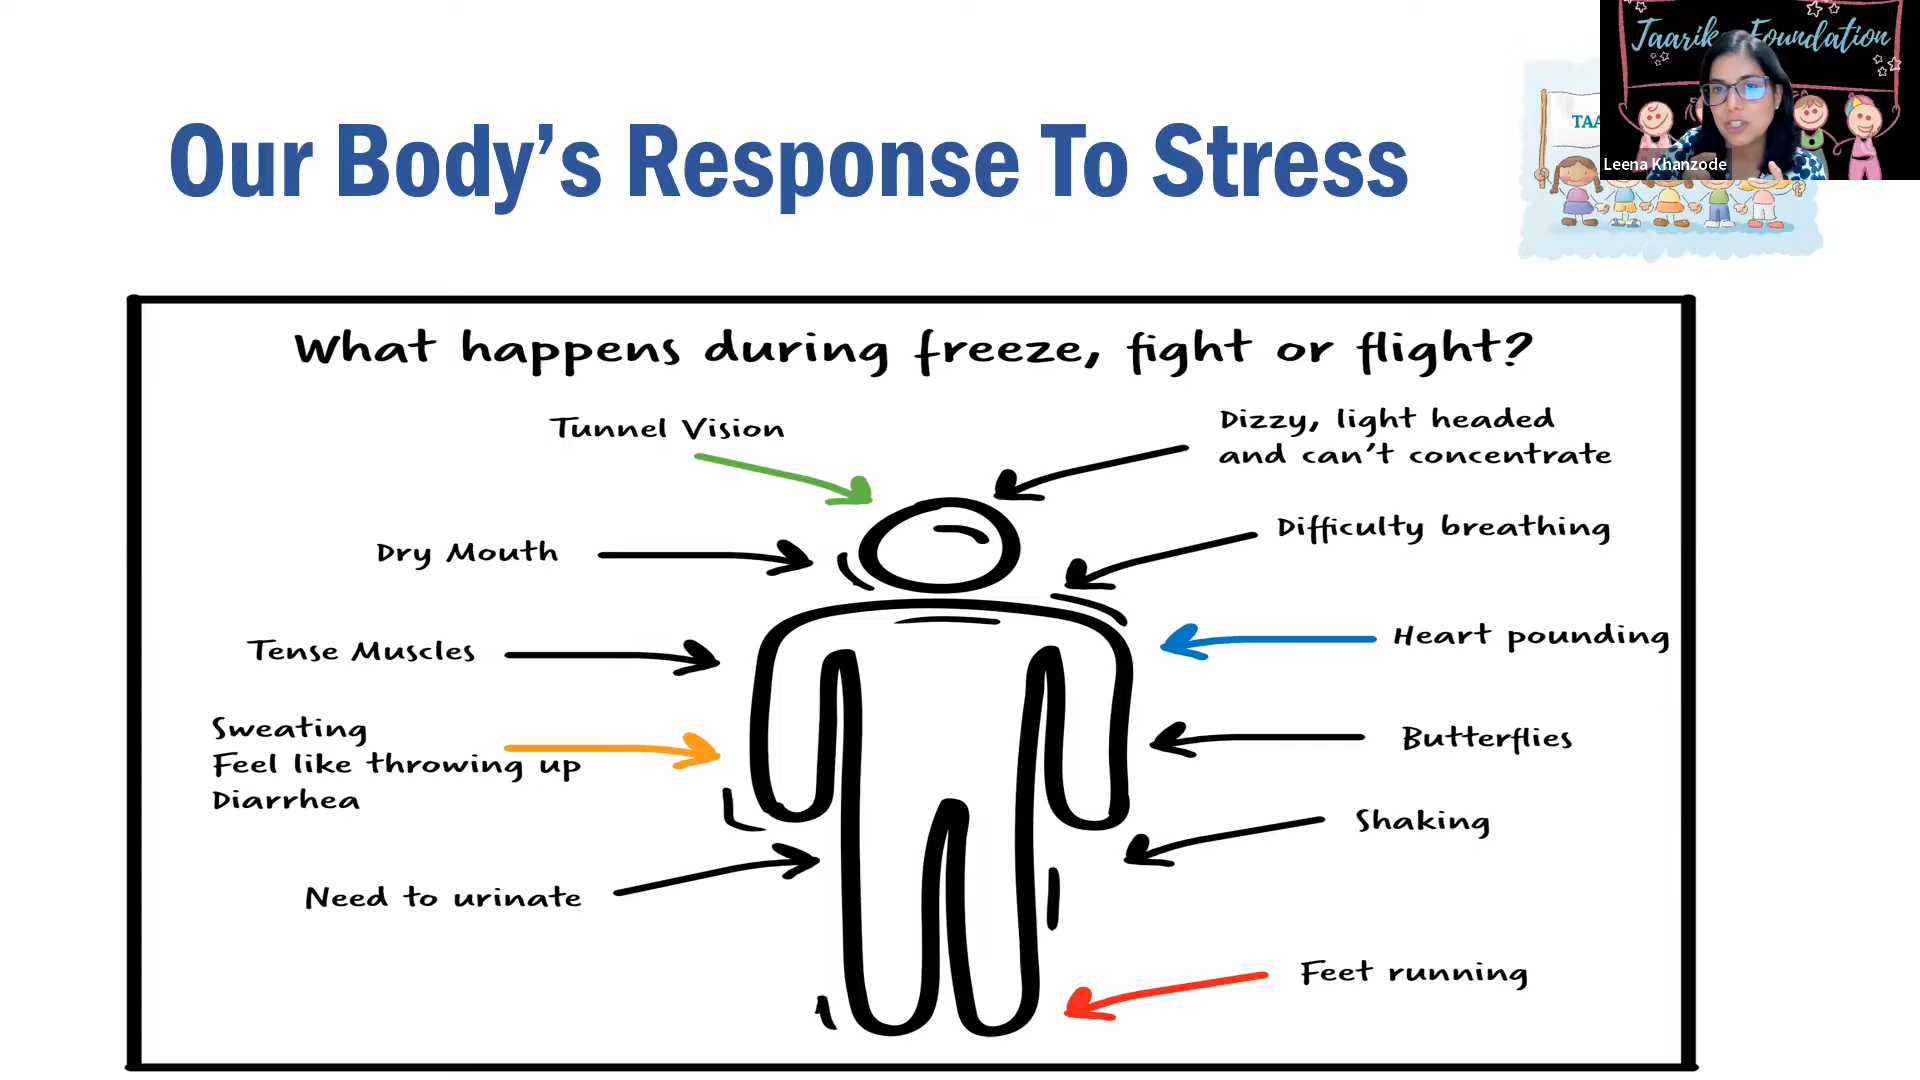 Our Body's Response To Stress
Taarika Foundation
Leena Khanzode
TAA
What happens during freeze, fight or flight?
Tunnel Vision
Dizzy, light headed
and can't concentrate
Difficulty breathing
Dry Mouth
Heart pounding
Tense Muscles
Sweating
Feel like throwing up
Diarrhea
Butterflies
Shaking
Need to urinate
Feet running